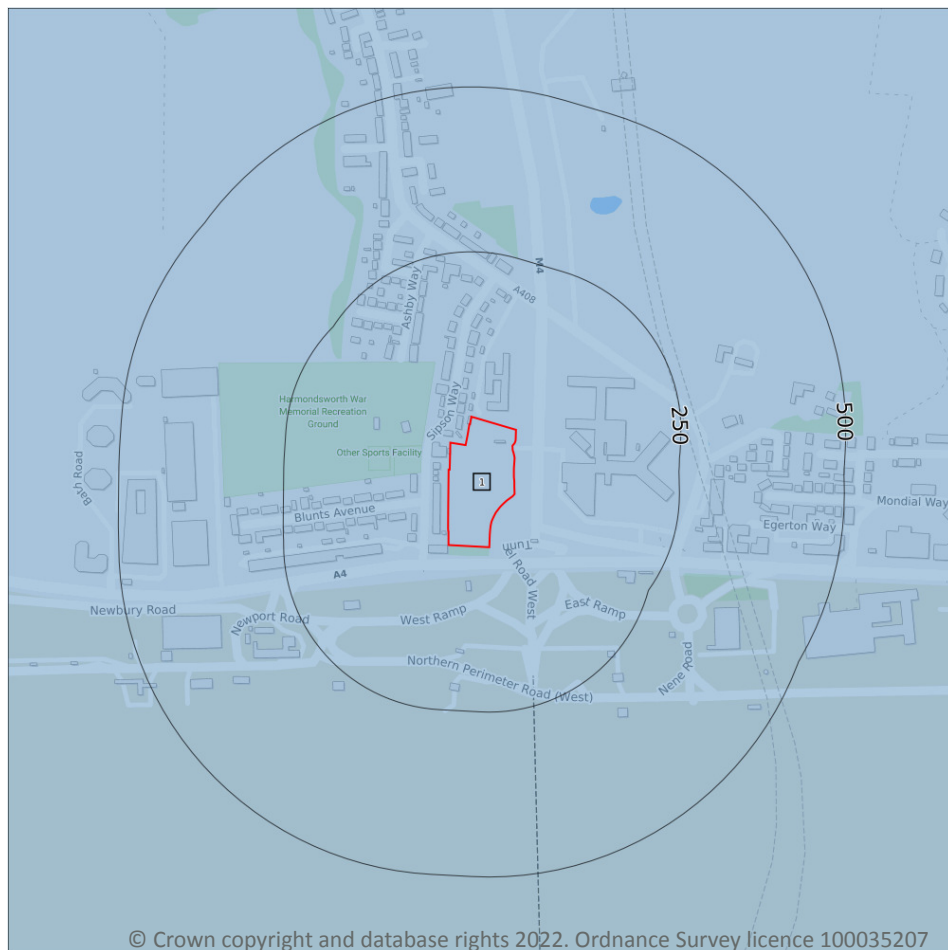 M4
A408
Ashby Way
Harmondsworth War
Memorial Recreation
Ground
Sipson Way
250
500
Other Sports Facility
Bath Road
1
Mondial Way
Blunts Avenue
Egerton Way
Tunn
el Road West
A4
Newbury Road
Newport Road
West Ramp
East Ramp
Northern Perimeter Road (West)
Nene Road
© Crown copyright and database rights 2022. Ordnance Survey licence 100035207